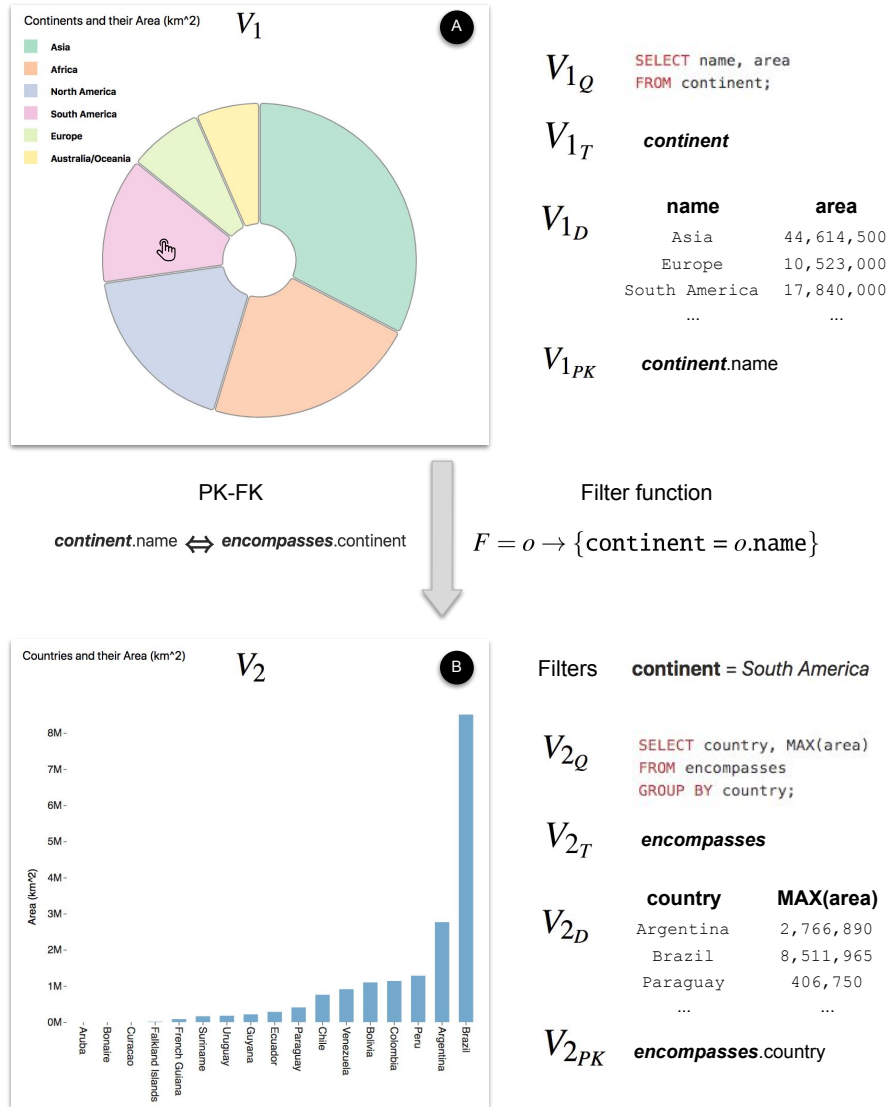 Continents and their Area (km^2)
V1
A
Asia
Africa
North America
South America
Europe
Australia/Oceania
V1Q
SELECT name, area
FROM continent;
V1T
continent
V1D
name area
Asia 44,614,500
Europe 10,523,000
South America 17,840,000
... ...
V1PK
continent.name
PK-FK
continent.name ⇔ encompasses.continent
Filter function
F = o → {continent = o.name}
Countries and their Area (km^2)
V2
B
8M
7M
6M
5M
4M
3M
2M
1M
0M
Area (km^2)
Aruba
Bonaire
Curacao
Falkland Islands
French Guiana
Suriname
Uruguay
Guyana
Ecuador
Paraguay
Chile
Venezuela
Bolivia
Colombia
Peru
Argentina
Brazil
Filters
continent = South America
V2Q
SELECT country, MAX(area)
FROM encompasses
GROUP BY country;
V2T
encompasses
V2D
country MAX(area)
Argentina 2,766,890
Brazil 8,511,965
Paraguay 406,750
... ...
V2PK
encompasses.country